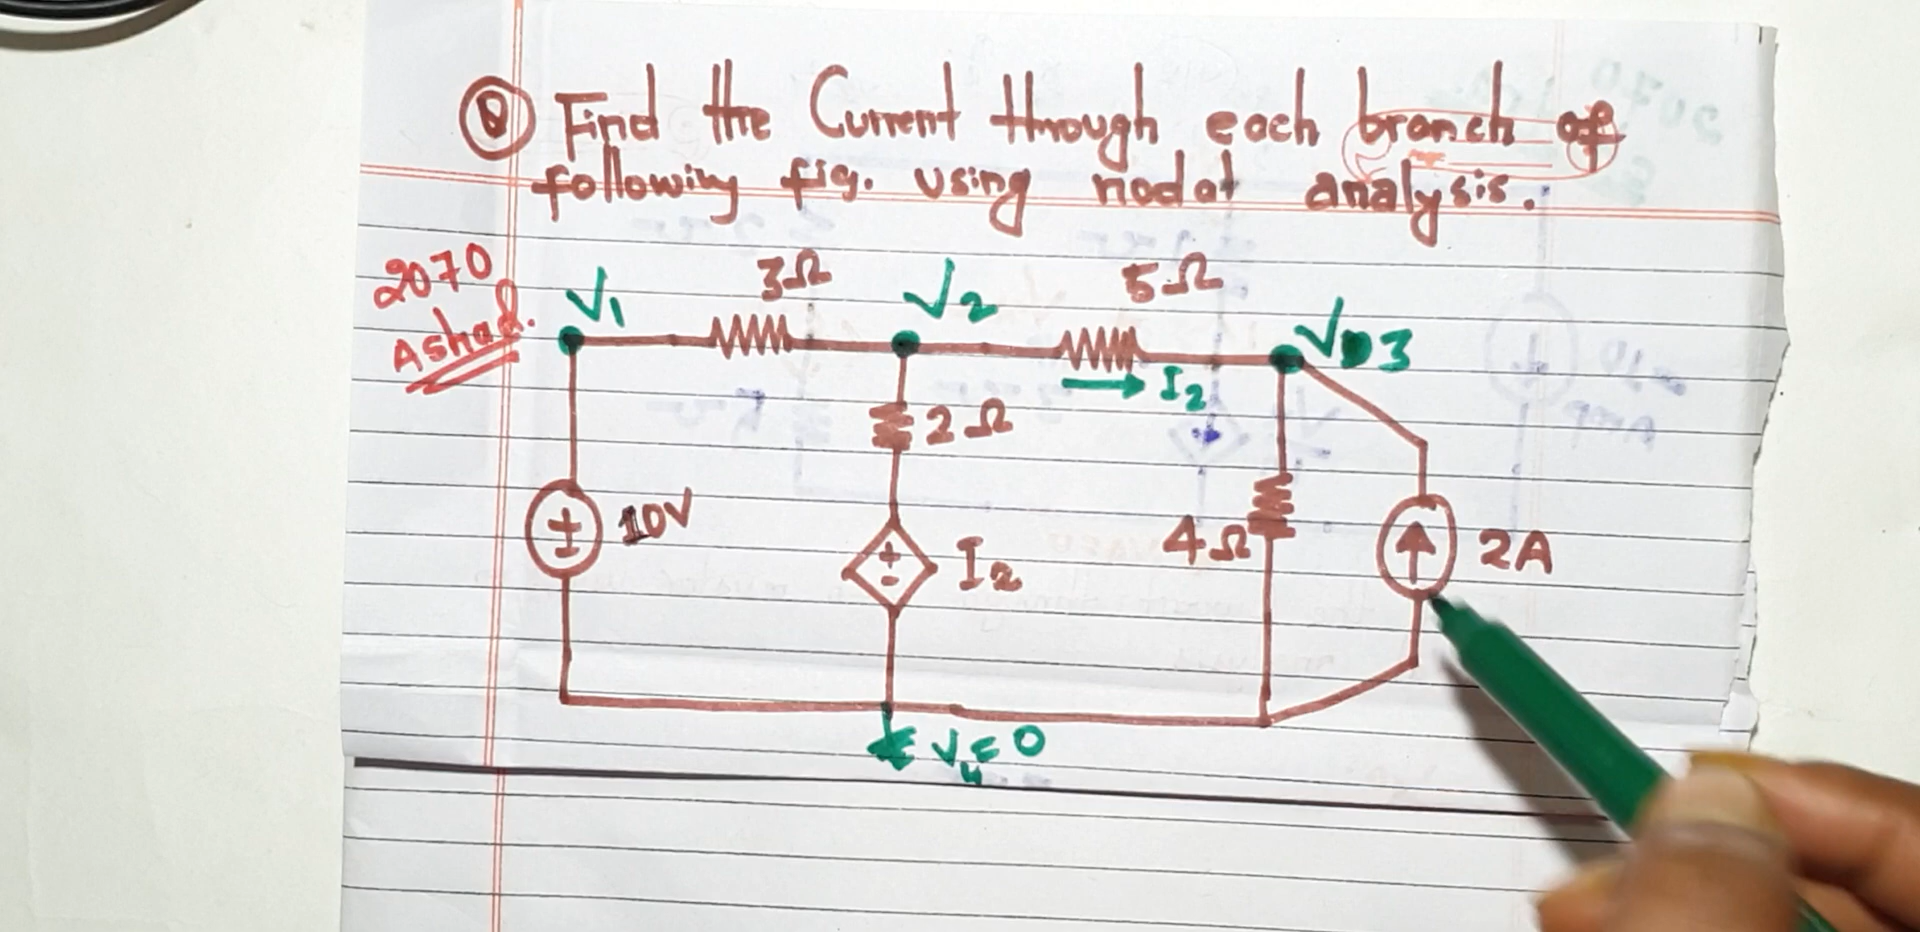 Q Find the Current through each branch of
following fig. using nodal analysis.
2070
Ashad.
V1
3Ω
V2
5Ω
V3
I2
2Ω
10V
+
-
I2
4Ω
2A
V4=0